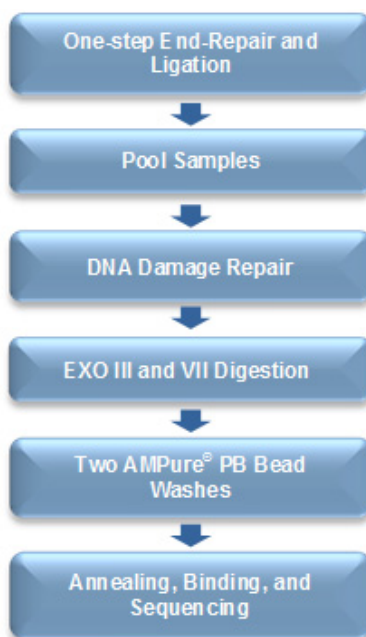 One-step End-Repair and
Ligation
Pool Samples
DNA Damage Repair
EXO III and VII Digestion
Two AMPure® PB Bead
Washes
Annealing, Binding, and
Sequencing